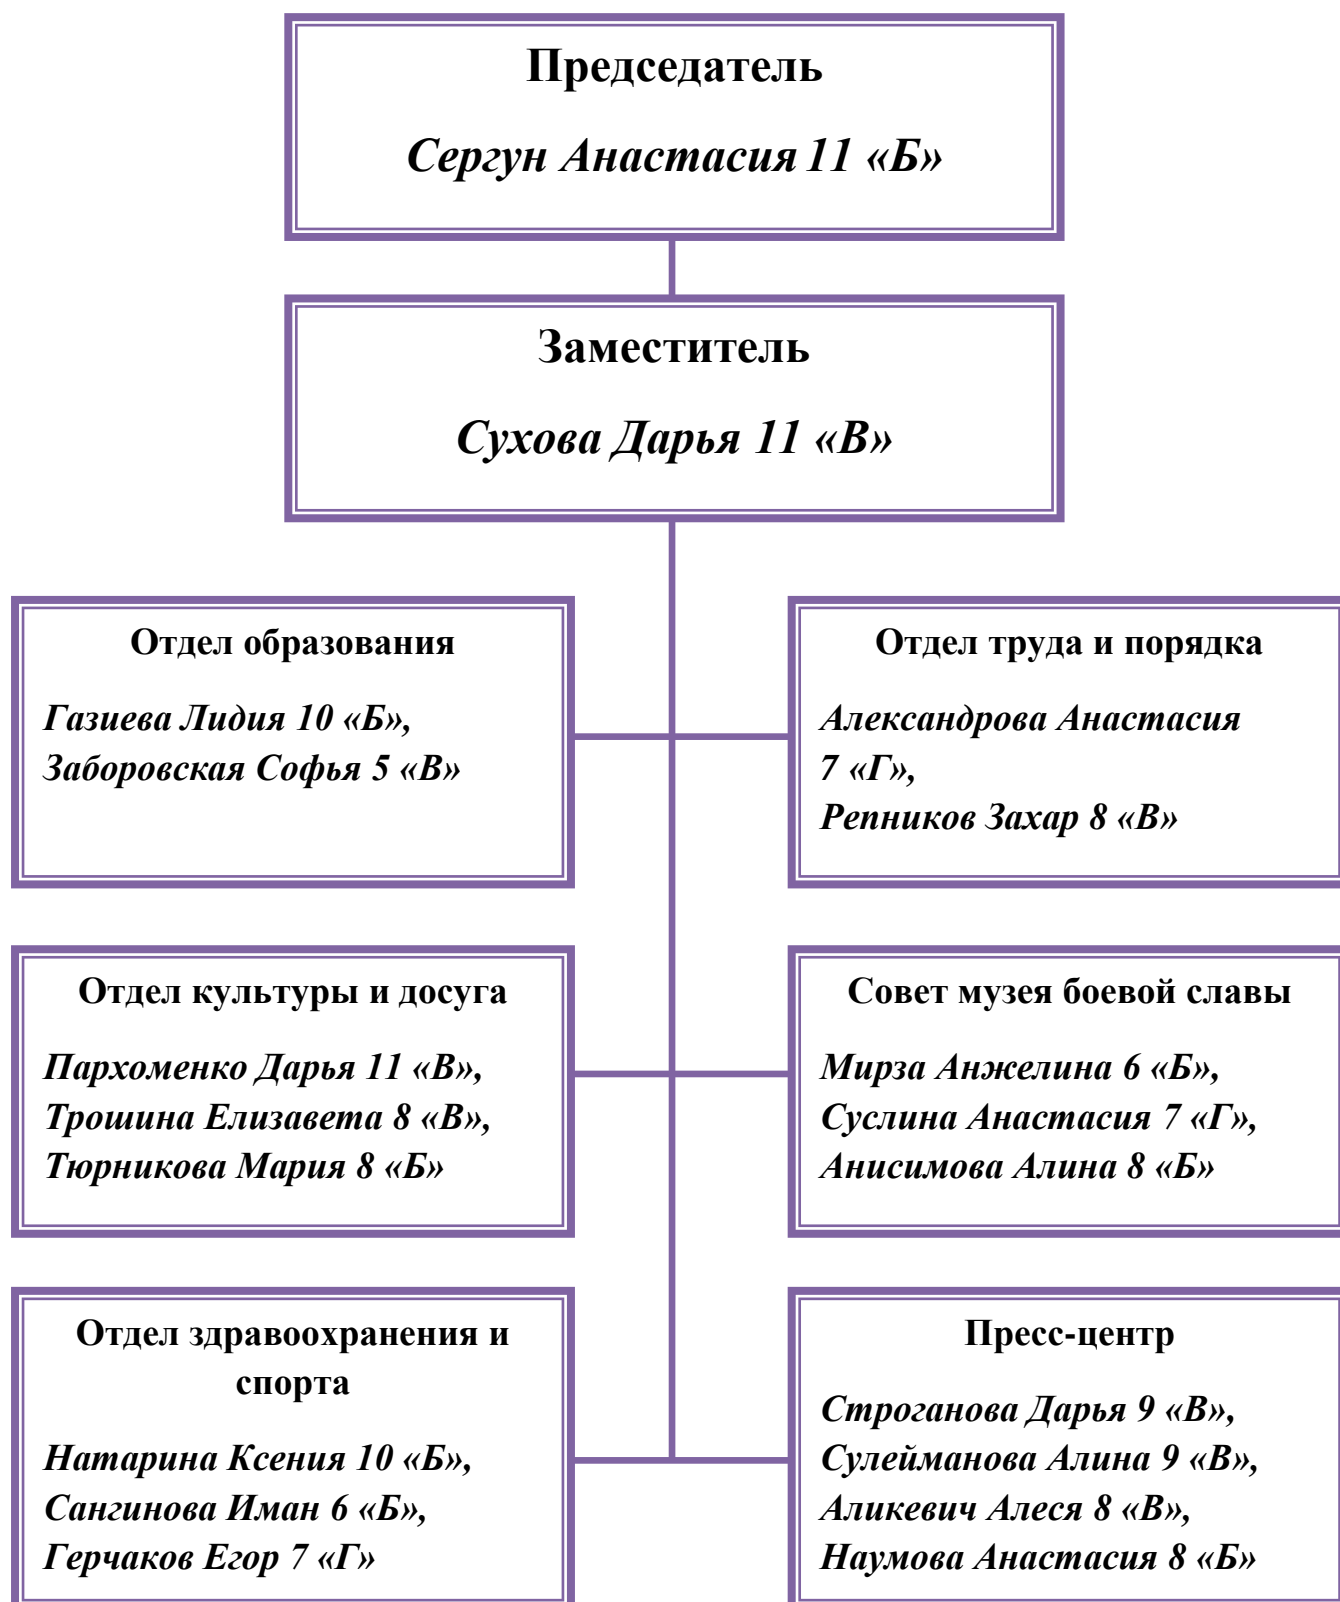 Председатель
Сергун Анастасия 11 «Б»
Заместитель
Сухова Дарья 11 «В»
Отдел образования
Газиева Лидия 10 «Б»,
Заборовская Софья 5 «В»
Отдел труда и порядка
Александрова Анастасия
7 «Г»,
Репников Захар 8 «В»
Отдел культуры и досуга
Пархоменко Дарья 11 «В»,
Трошина Елизавета 8 «В»,
Тюрникова Мария 8 «Б»
Совет музея боевой славы
Мирза Анжелина 6 «Б»,
Суслина Анастасия 7 «Г»,
Анисимова Алина 8 «Б»
Отдел здравоохранения и
спорта
Натарина Ксения 10 «Б»,
Сангинова Иман 6 «Б»,
Герчаков Егор 7 «Г»
Пресс-центр
Строганова Дарья 9 «В»,
Сулейманова Алина 9 «В»,
Аликевич Алеся 8 «В»,
Наумова Анастасия 8 «Б»